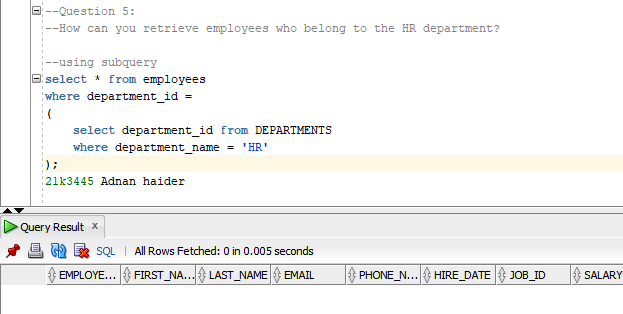 --Question 5:
--How can you retrieve employees who belong to the HR department?
--using subquery
select * from employees
where department_id =
(
select department_id from DEPARTMENTS
where department_name = 'HR'
);
21k3445 Adnan haider
Query Result x
SQL | All Rows Fetched: 0 in 0.005 seconds
EMPLOYE... FIRST_NA... LAST_NAME EMAIL PHONE_N... HIRE_DATE JOB_ID SALARY